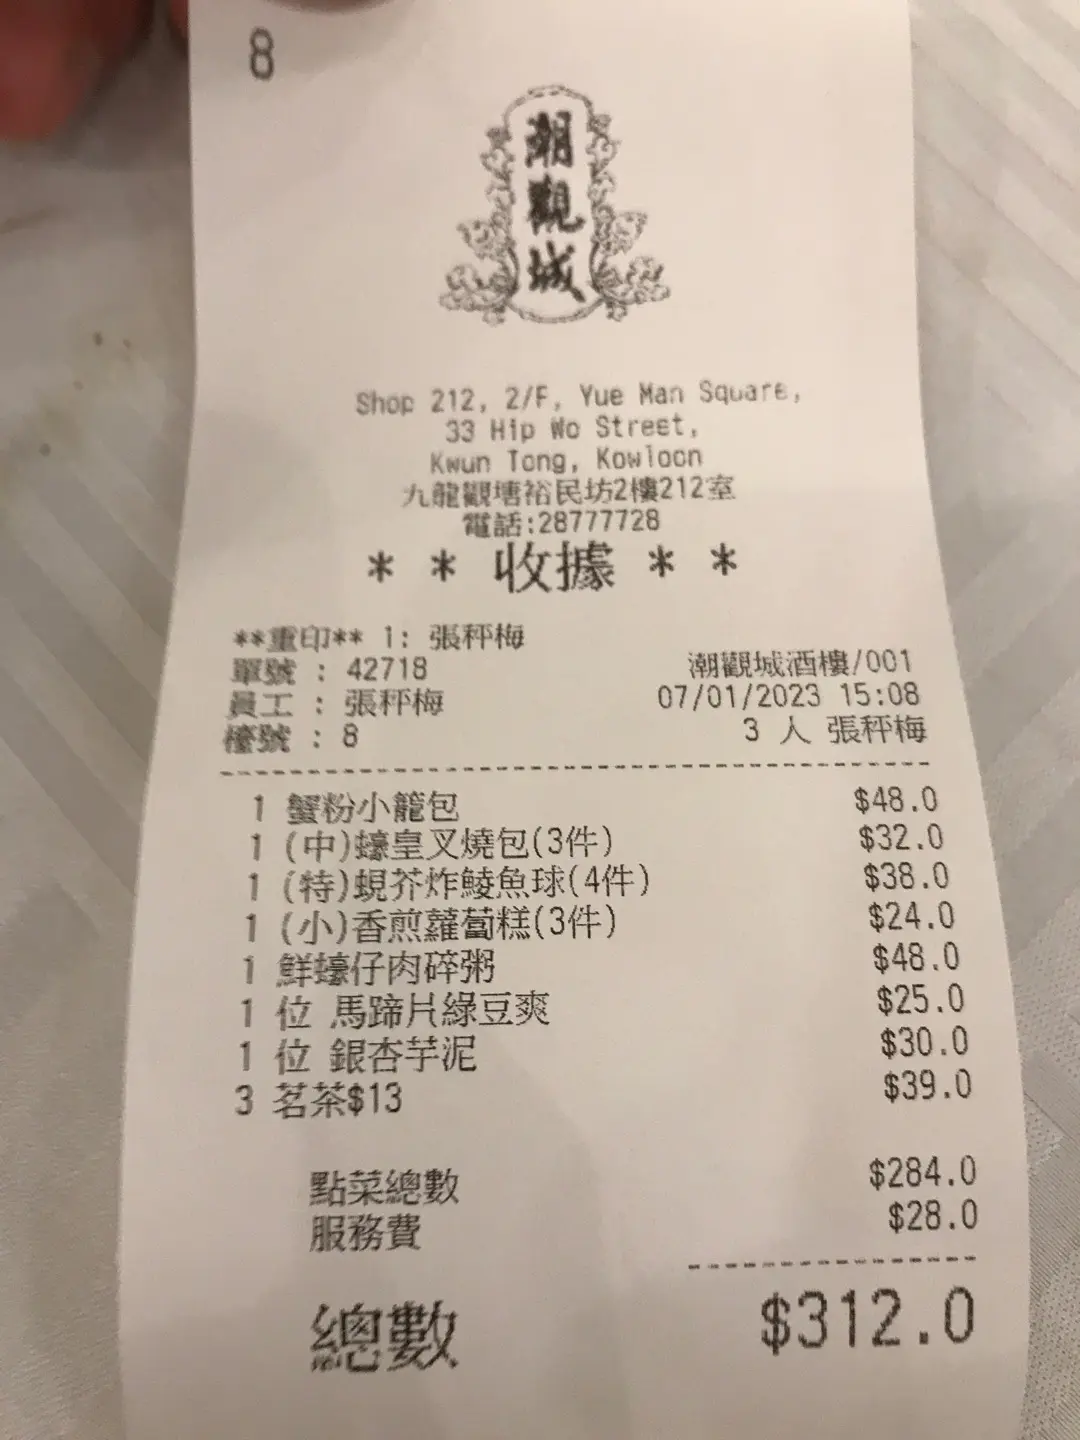 8
潮觀城
Shop 212, 2/F, Yue Man Square,
33 Hip Wo Street,
Kwun Tong, Kowloon
九龍觀塘裕民坊2樓212室
電話:28777728
* * 收據 * *
**重印** 1: 張秤梅
單號 : 42718 潮觀城酒樓/001
員工 : 張秤梅 07/01/2023 15:08
檯號 : 8 3 人 張秤梅
1 蟹粉小籠包 $48.0
1 (中)蠔皇叉燒包(3件) $32.0
1 (特)蜆芥炸鯪魚球(4件) $38.0
1 (小)香煎蘿蔔糕(3件) $24.0
1 鮮蠔仔肉碎粥 $48.0
1 位 馬蹄片綠豆爽 $25.0
1 位 銀杏芋泥 $30.0
3 茗茶$13 $39.0
點菜總數 $284.0
服務費 $28.0
總數 $312.0